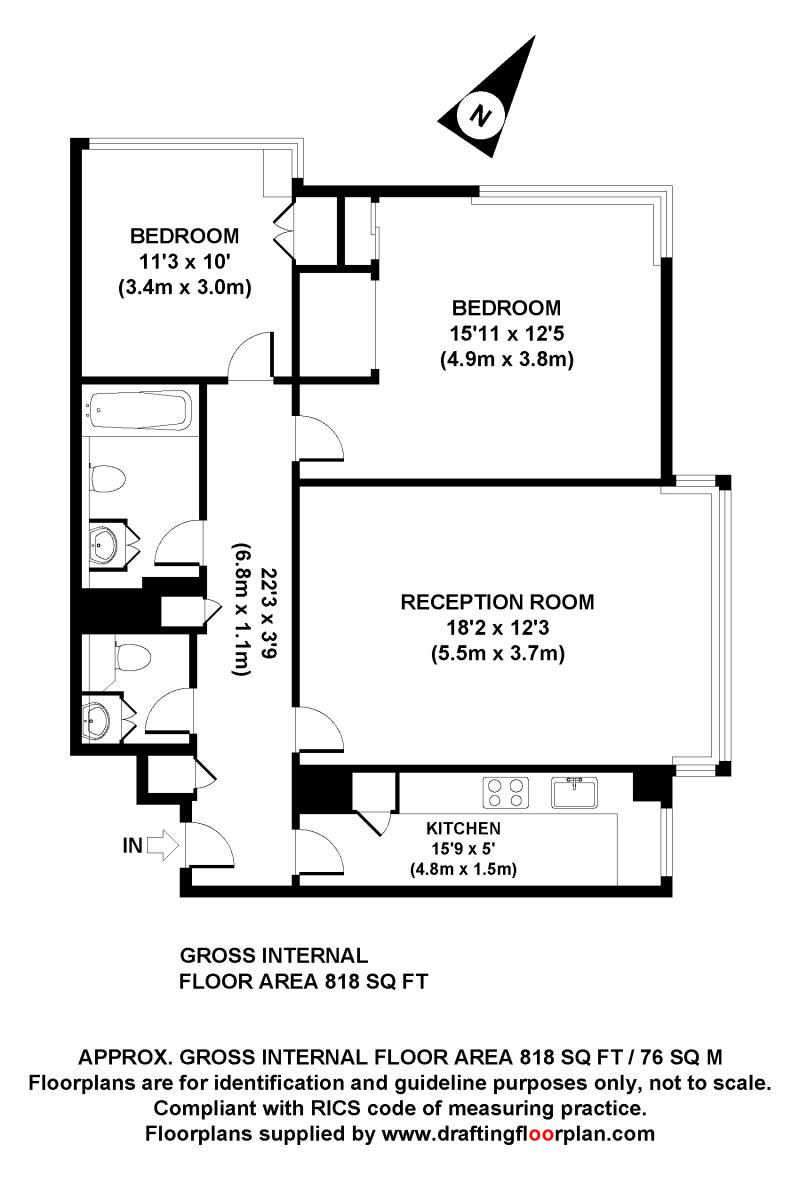 N
BEDROOM
11'3 x 10'
(3.4m x 3.0m)
BEDROOM
15'11 x 12'5
(4.9m x 3.8m)
22'3 x 3'9
(6.8m x 1.1m)
RECEPTION ROOM
18'2 x 12'3
(5.5m x 3.7m)
IN
KITCHEN
15'9 x 5'
(4.8m x 1.5m)
GROSS INTERNAL
FLOOR AREA 818 SQ FT
APPROX. GROSS INTERNAL FLOOR AREA 818 SQ FT / 76 SQ M
Floorplans are for identification and guideline purposes only, not to scale.
Compliant with RICS code of measuring practice.
Floorplans supplied by www.draftingfloorplan.com